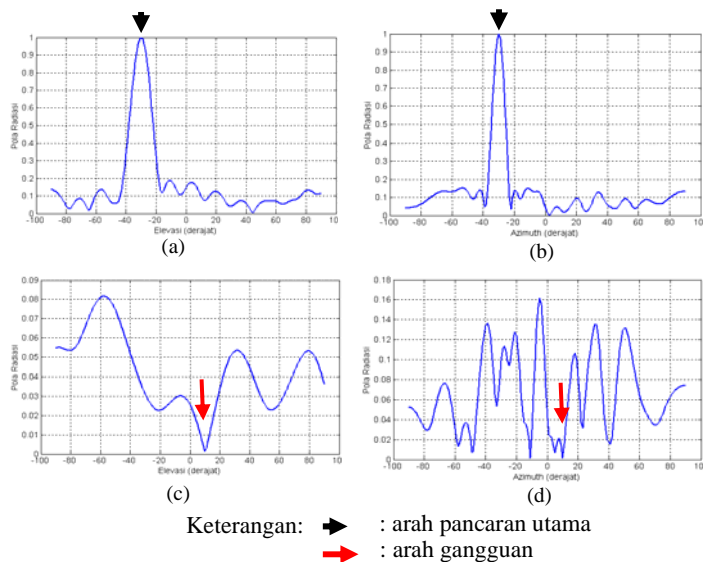 1
0.9
0.8
0.7
0.6
0.5
0.4
0.3
0.2
0.1
0
Pola Radiasi
-100 -80 -60 -40 -20 0 20 40 60 80 10
Elevasi (derajat)
(a)
1
0.9
0.8
0.7
0.6
0.5
0.4
0.3
0.2
0.1
0
Pola Radiasi
-100 -80 -60 -40 -20 0 20 40 60 80 10
Azimuth (derajat)
(b)
0.09
0.08
0.07
0.06
0.05
0.04
0.03
0.02
0.01
0
Pola Radiasi
-100 -80 -60 -40 -20 0 20 40 60 80 100
Elevasi (derajat)
(c)
0.18
0.16
0.14
0.12
0.1
0.08
0.06
0.04
0.02
0
Pola Radiasi
-100 -80 -60 -40 -20 0 20 40 60 80 100
Azimuth (derajat)
(d)
Keterangan: : arah pancaran utama
: arah gangguan